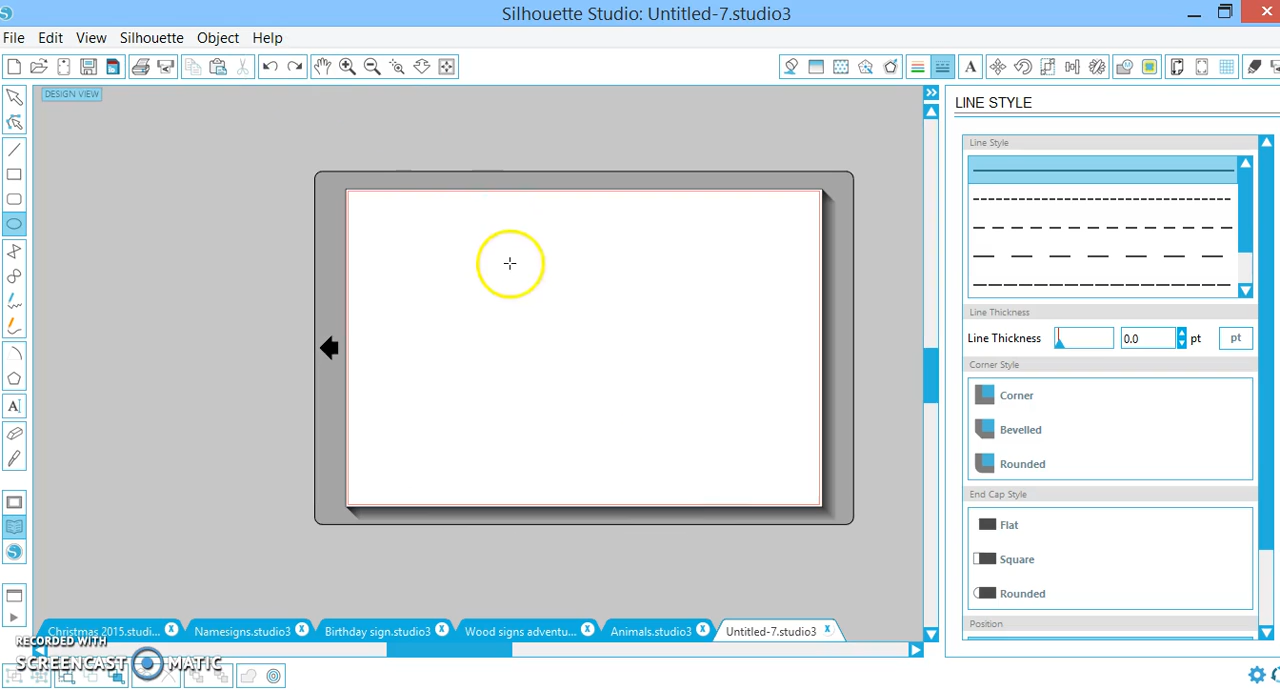 Silhouette Studio: Untitled-7.studio3
File Edit View Silhouette Object Help
A
DESIGN VIEW
LINE STYLE
Line Style
Line Thickness
Line Thickness 0.0 pt pt
Corner Style
Corner
Bevelled
Rounded
End Cap Style
Flat
Square
Rounded
Position
A
Christmas 2015.studi... x Namesigns.studio3 x Birthday sign.studio3 x Wood signs adventu... x Animals.studio3 x Untitled-7.studio3 x
RECORDED WITH
SCREENCAST MATIC